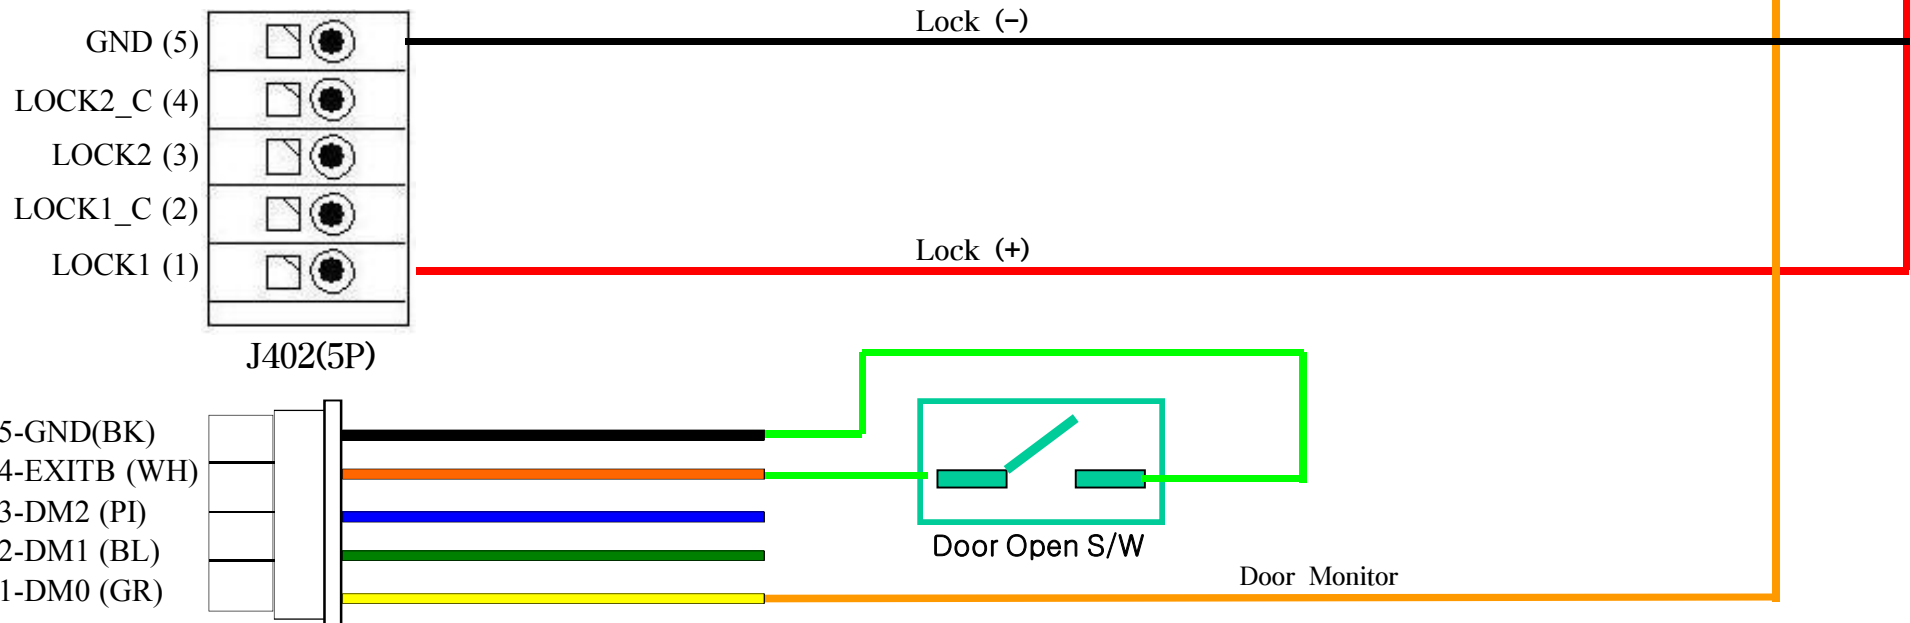 Lock (-)
GND (5)
LOCK2_C (4)
LOCK2 (3)
LOCK1_C (2)
LOCK1 (1)
Lock (+)
J402(5P)
5-GND(BK)
4-EXITB (WH)
3-DM2 (PI)
2-DM1 (BL)
1-DM0 (GR)
Door Open S/W
Door Monitor